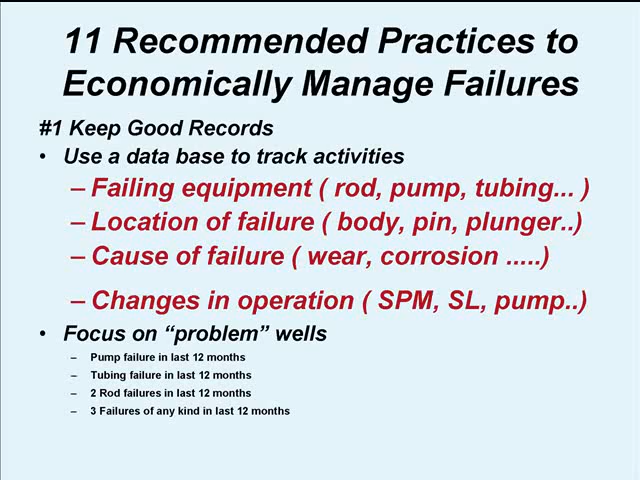 11 Recommended Practices to
Economically Manage Failures
#1 Keep Good Records
• Use a data base to track activities
– Failing equipment ( rod, pump, tubing... )
– Location of failure ( body, pin, plunger..)
– Cause of failure ( wear, corrosion .....)
– Changes in operation ( SPM, SL, pump..)
• Focus on “problem” wells
– Pump failure in last 12 months
– Tubing failure in last 12 months
– 2 Rod failures in last 12 months
– 3 Failures of any kind in last 12 months